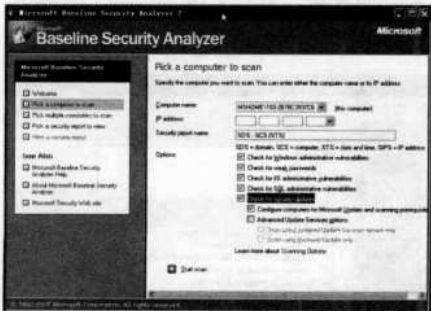 Microsoft Baseline Security Analyzer 2
Baseline Security Analyzer
Microsoft
Microsoft Baseline Security
Analyzer
Welcome
Pick a computer to scan
Pick multiple computers to scan
Pick a security report to view
View a security report
See Also
Microsoft Baseline Security
Analyzer Help
About Microsoft Baseline Security
Analyzer
Microsoft Security Web site
Pick a computer to scan
Specify the computer you want to scan. You can enter either the computer name or its IP address.
Computer name:
(this computer)
IP address:
Security report name:
%D% = domain, %C% = computer, %T% = date and time, %IP% = IP address
Options:
Check for Windows administrative vulnerabilities
Check for weak passwords
Check for IIS administrative vulnerabilities
Check for SQL administrative vulnerabilities
Check for security updates
Configure computers for Microsoft Update and scanning prerequisites
Advanced Update Services options
Learn more about Scanning Options
Start scan
Microsoft Corporation. All rights reserved.